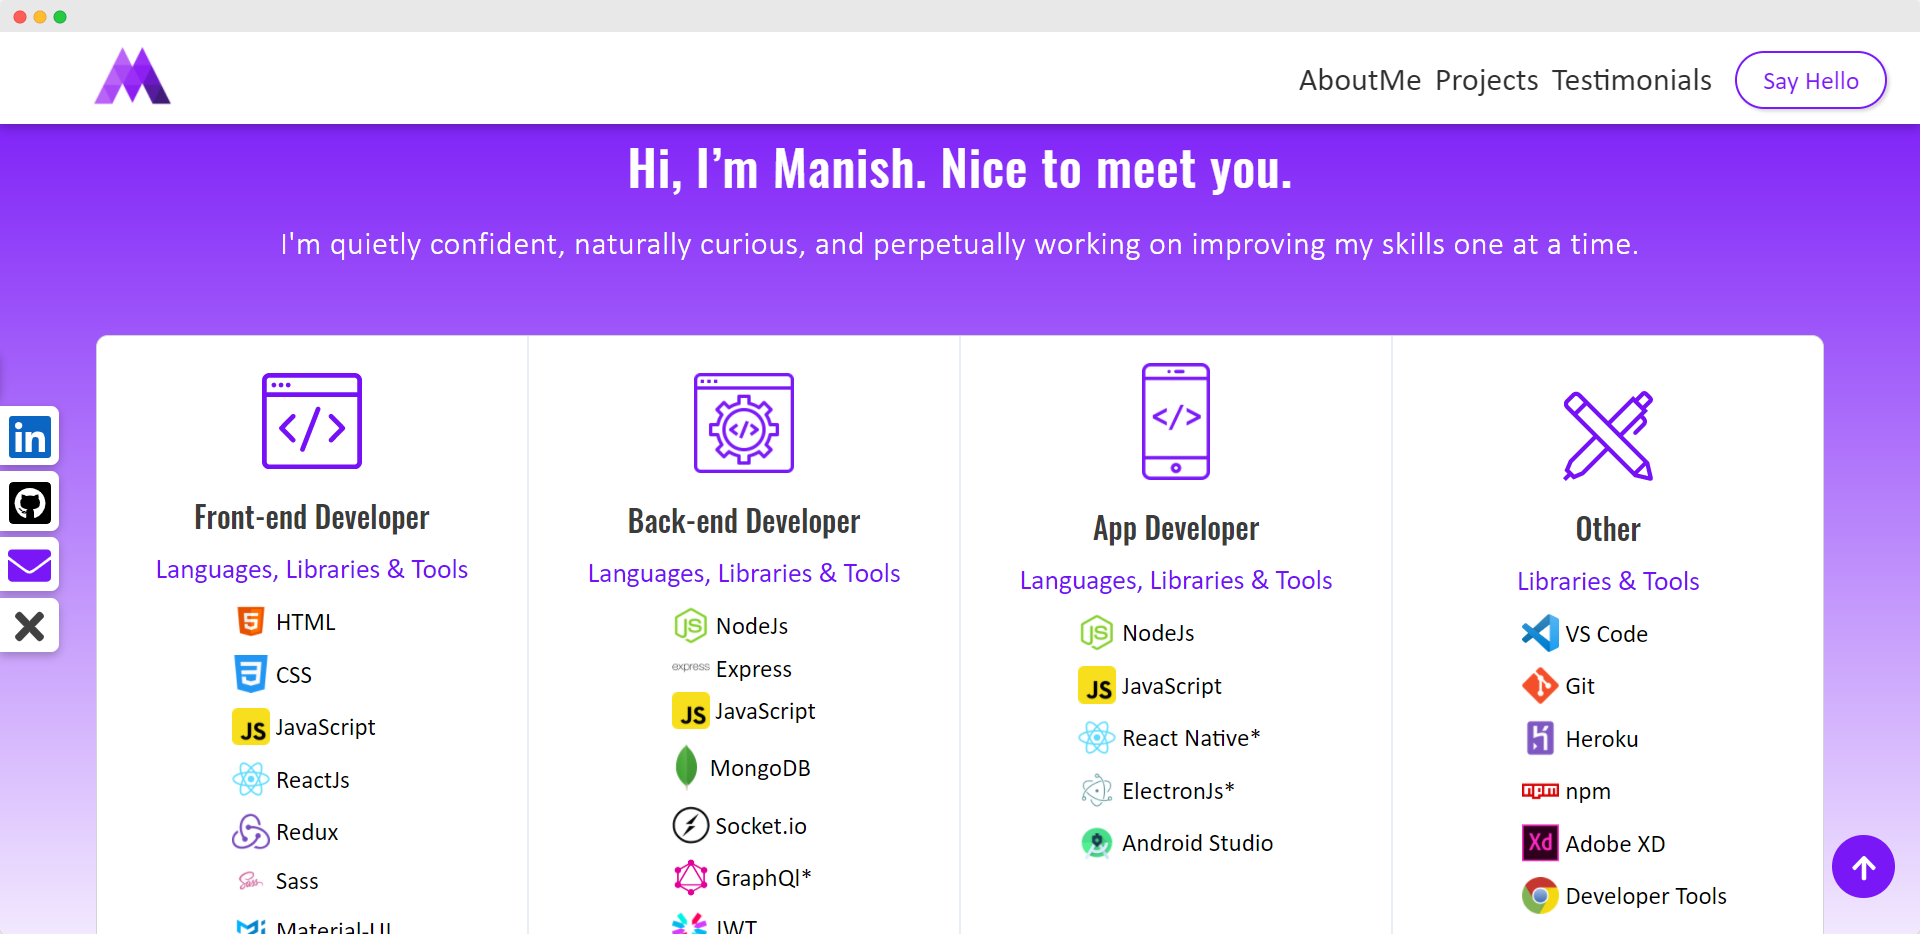 AboutMe Projects Testimonials Say Hello
Hi, I’m Manish. Nice to meet you.
I'm quietly confident, naturally curious, and perpetually working on improving my skills one at a time.
Front-end Developer
Languages, Libraries & Tools
HTML
CSS
JS JavaScript
ReactJs
Redux
Sass Sass
Material-UI
Back-end Developer
Languages, Libraries & Tools
JS NodeJs
express Express
JS JavaScript
MongoDB
Socket.io
GraphQl*
JWT
App Developer
Languages, Libraries & Tools
JS NodeJs
JS JavaScript
React Native*
ElectronJs*
Android Studio
Other
Libraries & Tools
VS Code
Git
Heroku
npm npm
Xd Adobe XD
Developer Tools
in